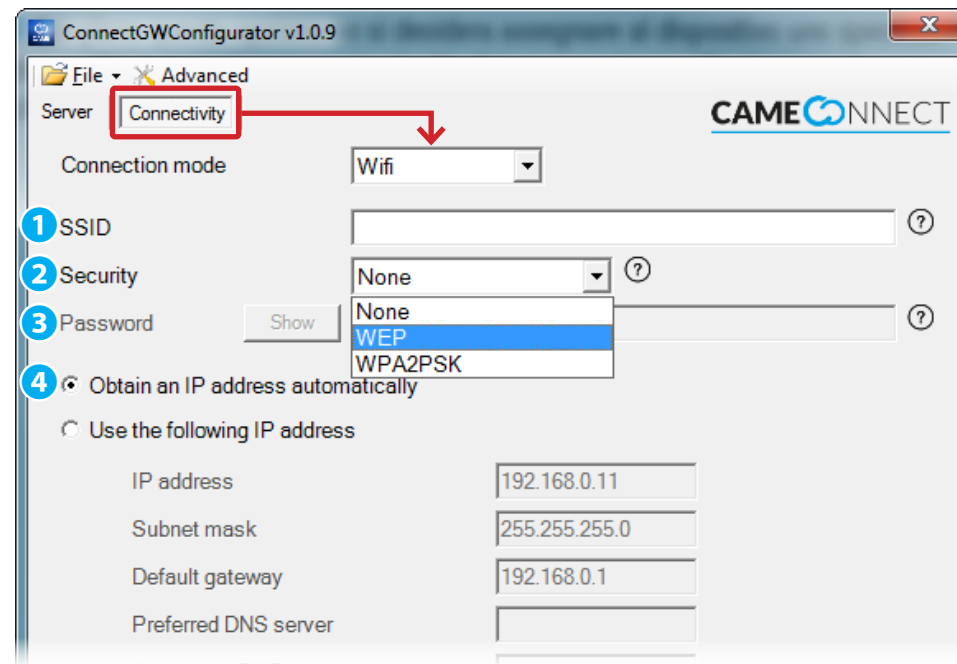 ConnectGWConfigurator v1.0.9
File Advanced
Server Connectivity
CAME CONNECT
Connection mode Wifi
1 SSID ?
2 Security None ?
3 Password Show ?
None
WEP
WPA2PSK
4 Obtain an IP address automatically
Use the following IP address
IP address 192.168.0.11
Subnet mask 255.255.255.0
Default gateway 192.168.0.1
Preferred DNS server